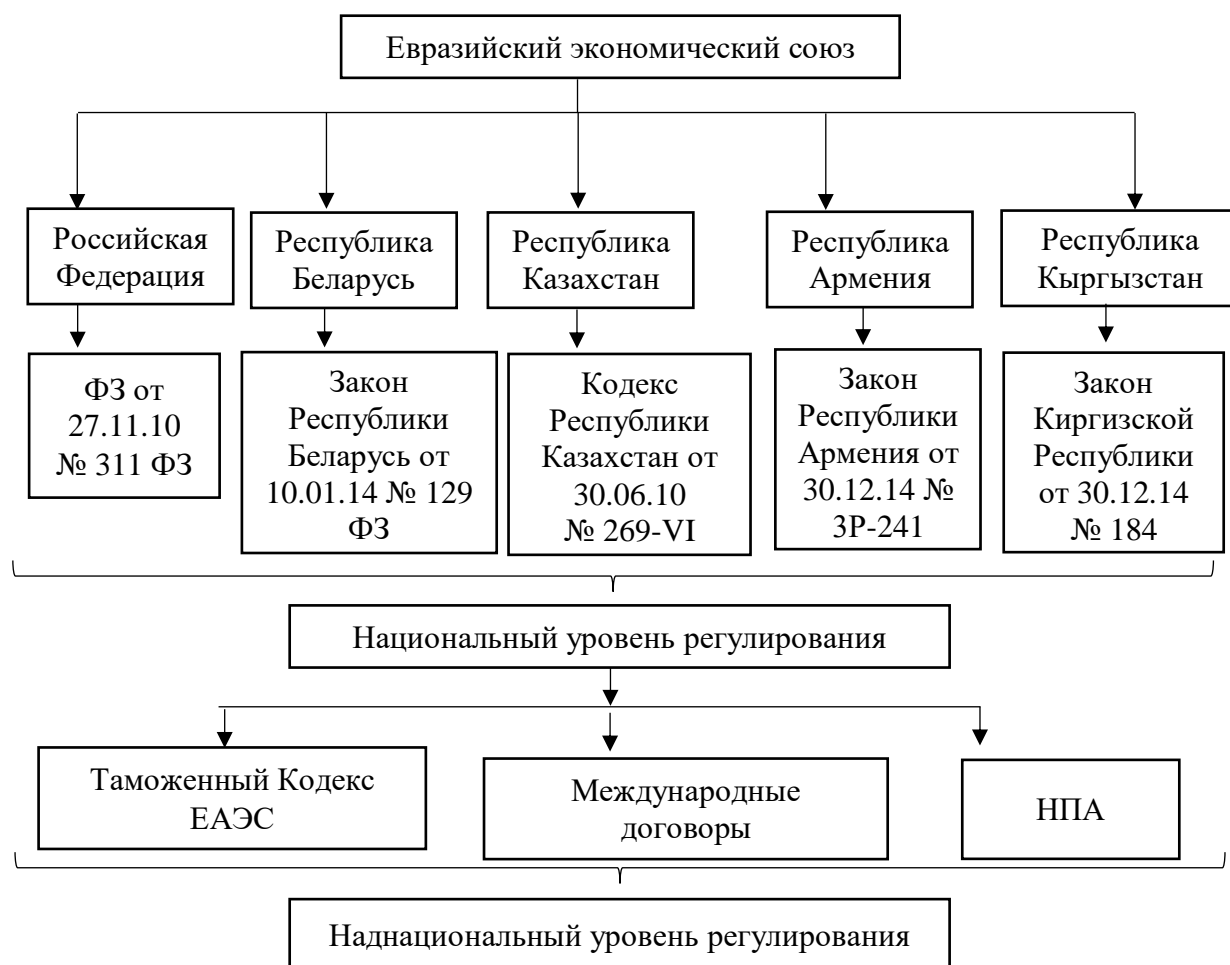 Евразийский экономический союз
Российская
Федерация
Республика
Беларусь
Республика
Казахстан
Республика
Армения
Республика
Кыргызстан
ФЗ от
27.11.10
№ 311 ФЗ
Закон
Республики
Беларусь от
10.01.14 № 129
ФЗ
Кодекс
Республики
Казахстан от
30.06.10
№ 269-VI
Закон
Республики
Армения от
30.12.14 №
ЗР-241
Закон
Киргизской
Республики
от 30.12.14
№ 184
Национальный уровень регулирования
Таможенный Кодекс
ЕАЭС
Международные
договоры
НПА
Наднациональный уровень регулирования